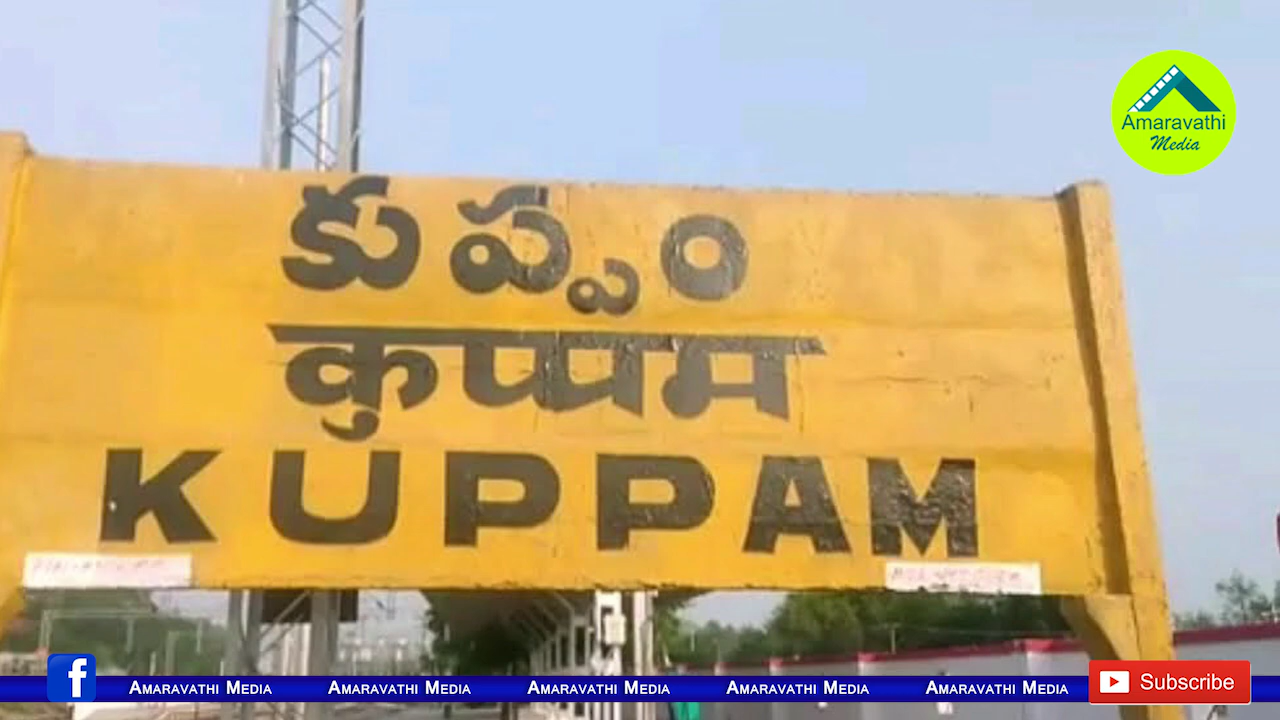 Amaravathi
Media
కుప్పం
कुप्पम
KUPPAM
f
AMARAVATHI MEDIA AMARAVATHI MEDIA AMARAVATHI MEDIA AMARAVATHI MEDIA AMARAVATHI MEDIA
Subscribe